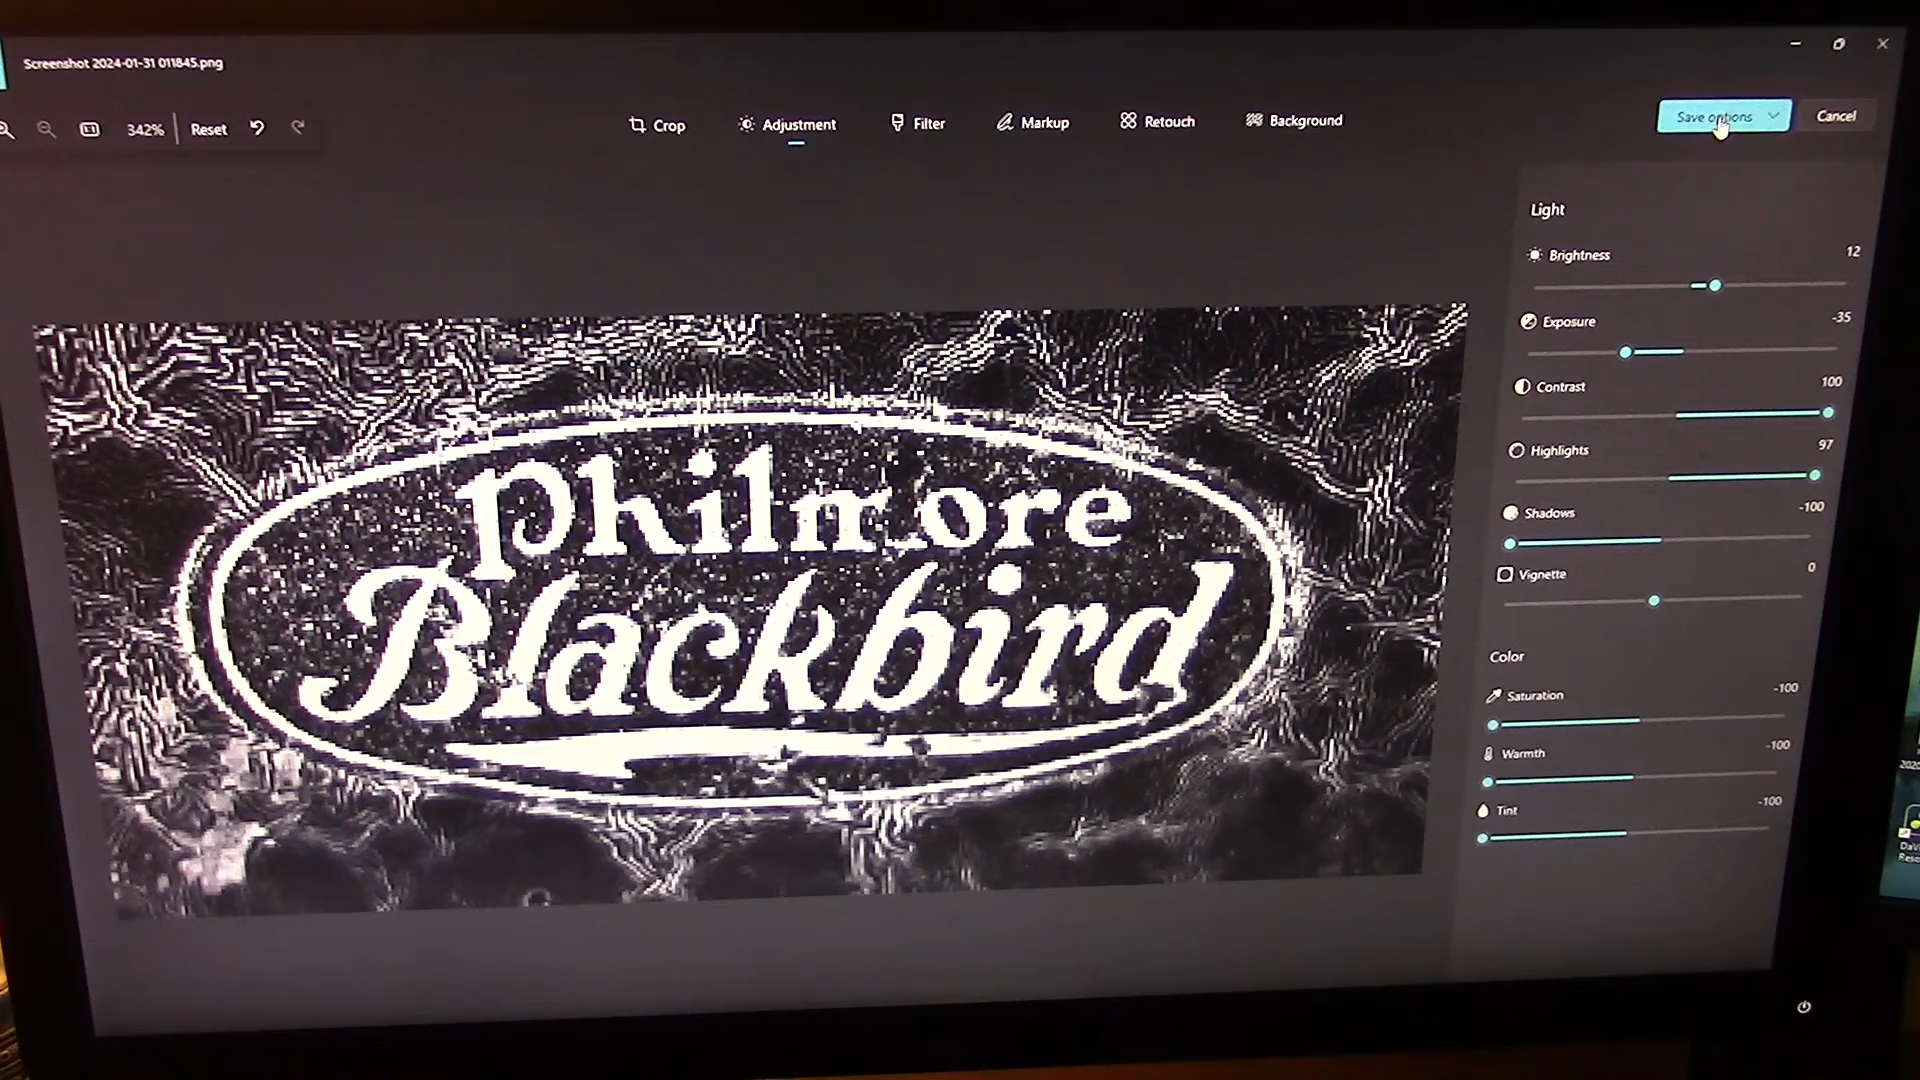 Screenshot 2024-01-31 011845.png
342%
Reset
Crop
Adjustment
Filter
Markup
Retouch
Background
Save options
Cancel
Light
Brightness 12
Exposure -35
Contrast 100
Highlights 97
Shadows -100
Vignette 0
Color
Saturation -100
Warmth -100
Tint -100
Philmore
Blackbird